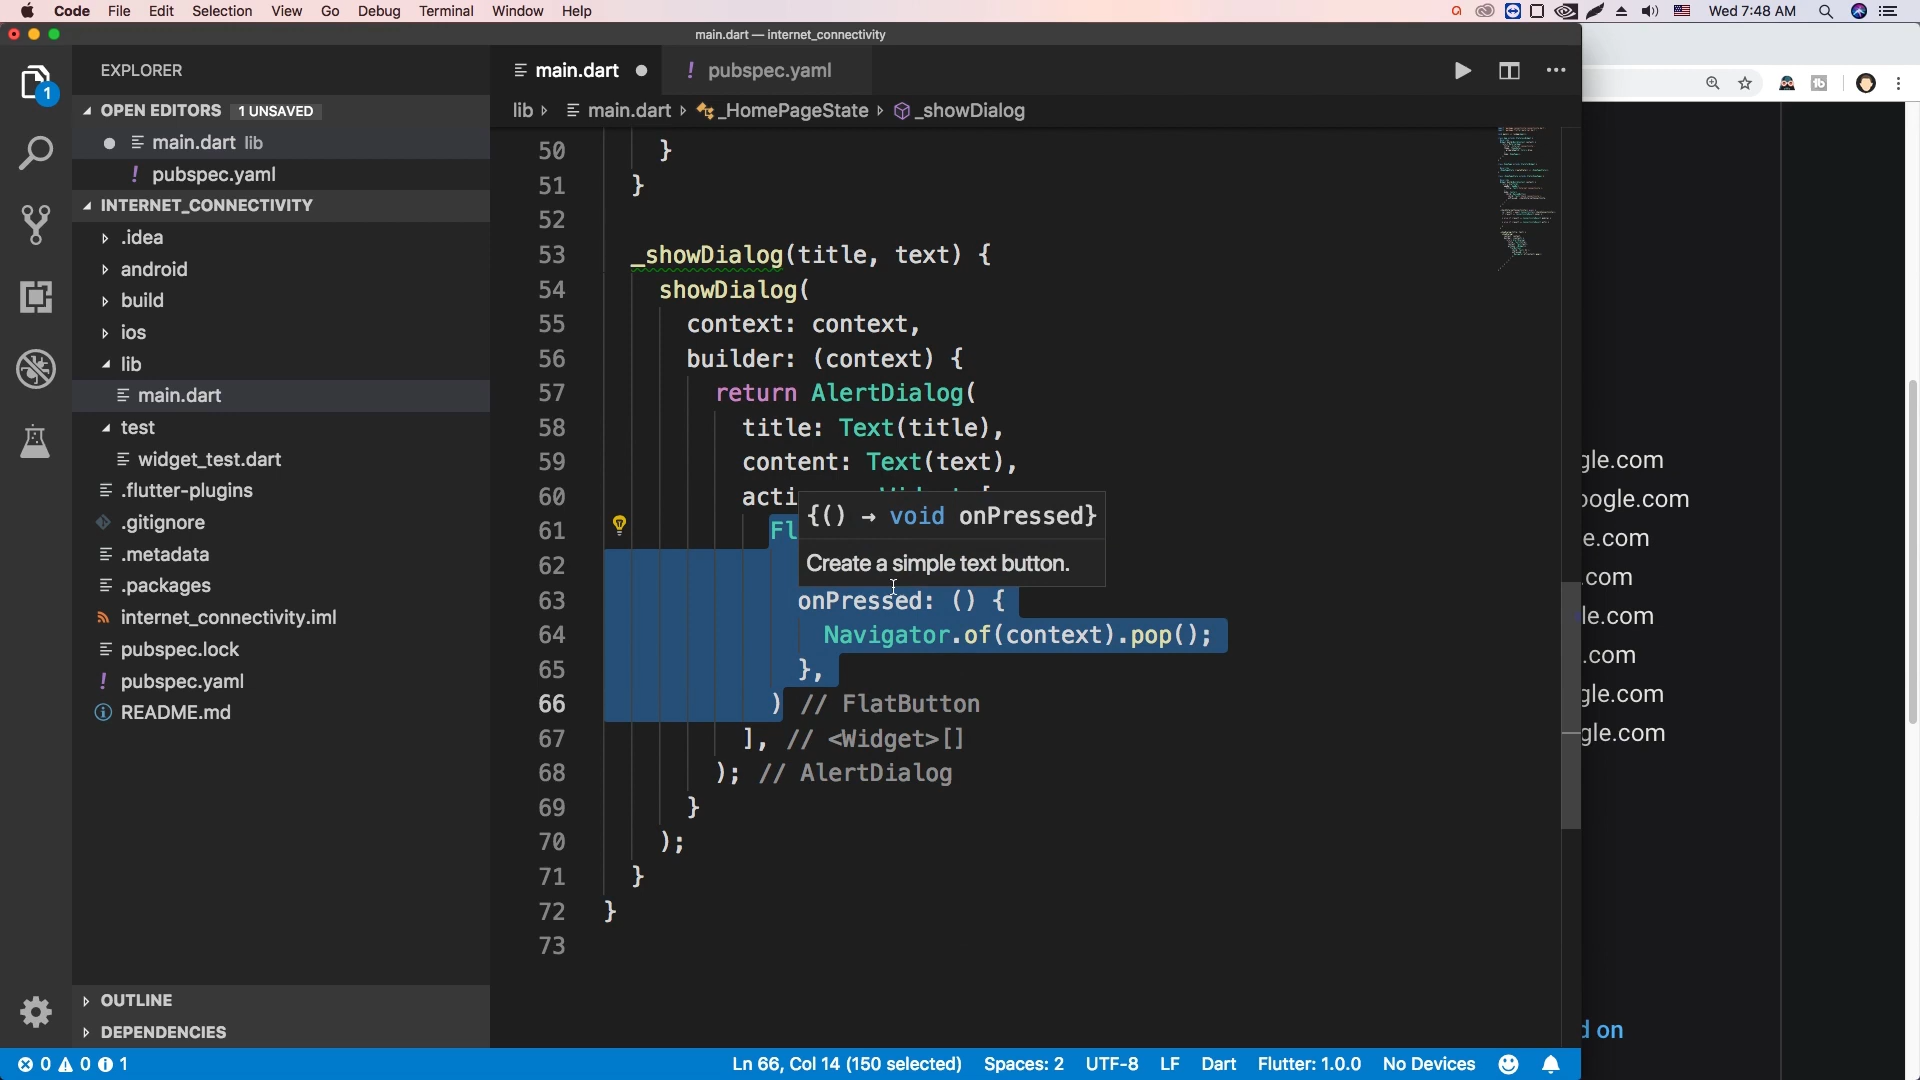 Code File Edit Selection View Go Debug Terminal Window Help
Wed 7:48 AM
main.dart — internet_connectivity
EXPLORER
OPEN EDITORS 1 UNSAVED
main.dart lib
pubspec.yaml
INTERNET_CONNECTIVITY
.idea
android
build
ios
lib
main.dart
test
widget_test.dart
.flutter-plugins
.gitignore
.metadata
.packages
internet_connectivity.iml
pubspec.lock
pubspec.yaml
README.md
OUTLINE
DEPENDENCIES
1
main.dart
! pubspec.yaml
lib main.dart _HomePageState _showDialog
50 }
51 }
52
53 _showDialog(title, text) {
54 showDialog(
55 context: context,
56 builder: (context) {
57 return AlertDialog(
58 title: Text(title),
59 content: Text(text),
60 acti
61 Fl
62
63 onPressed: () {
64 Navigator.of(context).pop();
65 },
66 ) // FlatButton
67 ], // <Widget>[]
68 ); // AlertDialog
69 }
70 );
71 }
72 }
73
{() → void onPressed}
Create a simple text button.
gle.com
oogle.com
e.com
.com
le.com
.com
gle.com
gle.com
d on
0 0 1
Ln 66, Col 14 (150 selected) Spaces: 2 UTF-8 LF Dart Flutter: 1.0.0 No Devices